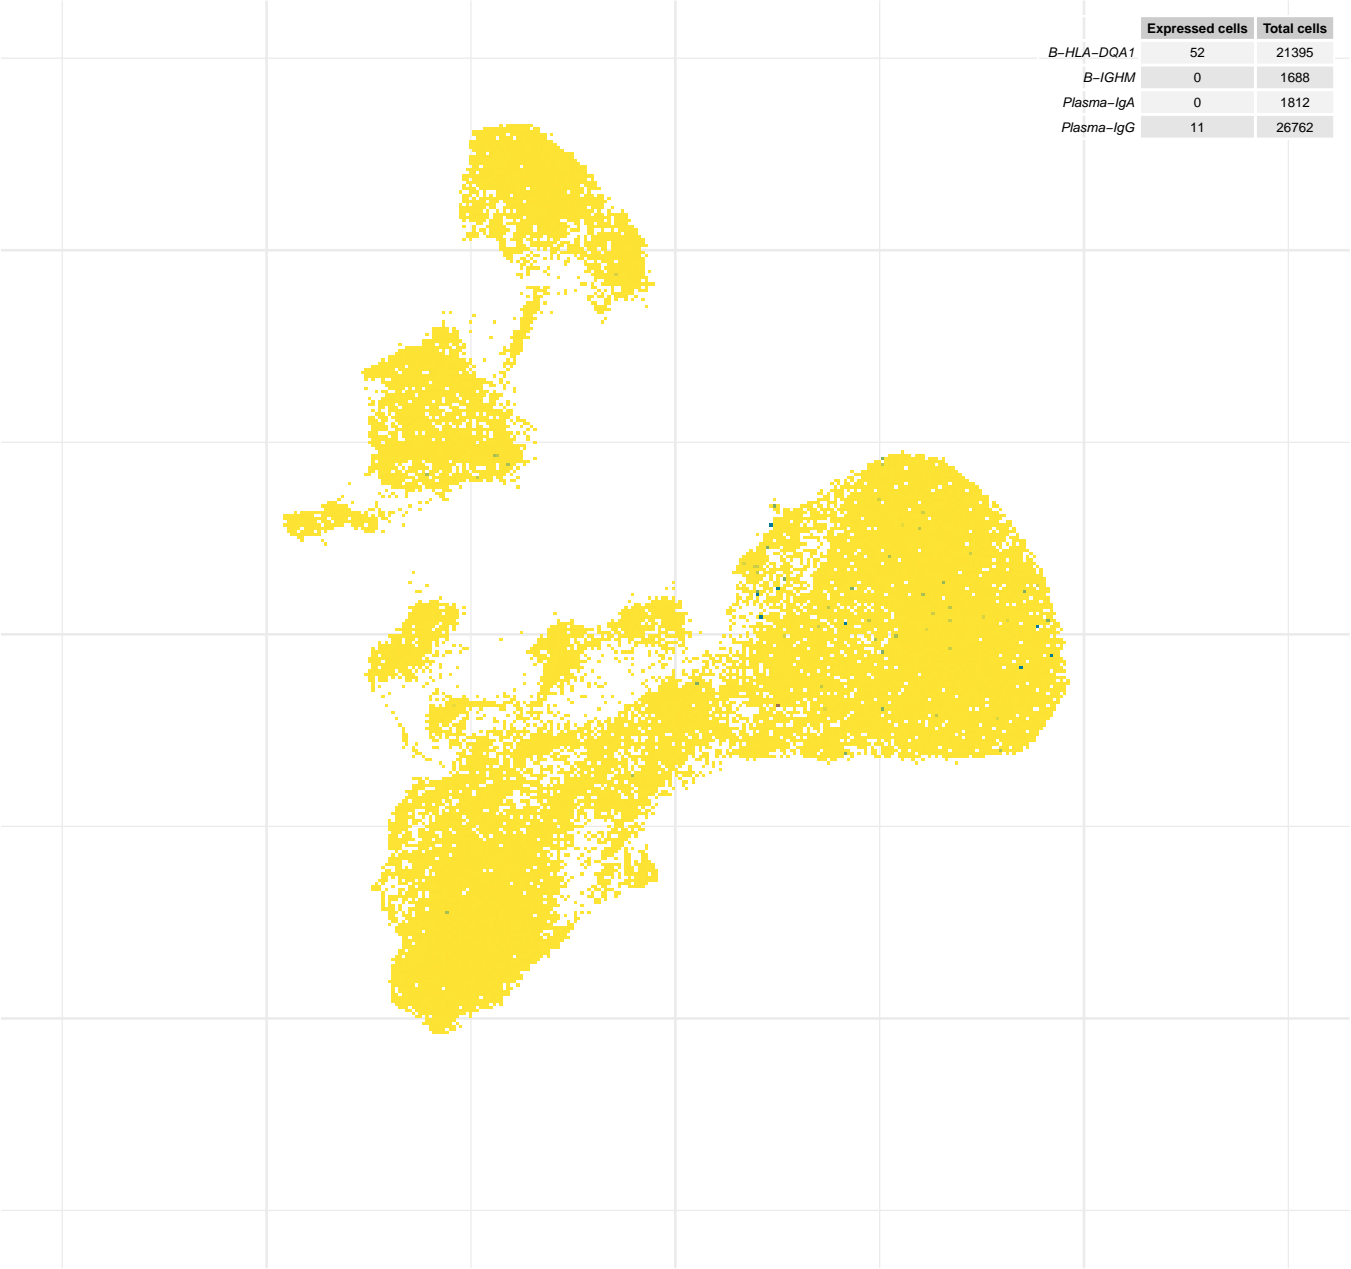 Expressed cells Total cells
B−HLA−DQA1 52 21395
B−IGHM 0 1688
Plasma−IgA 0 1812
Plasma−IgG 11 26762